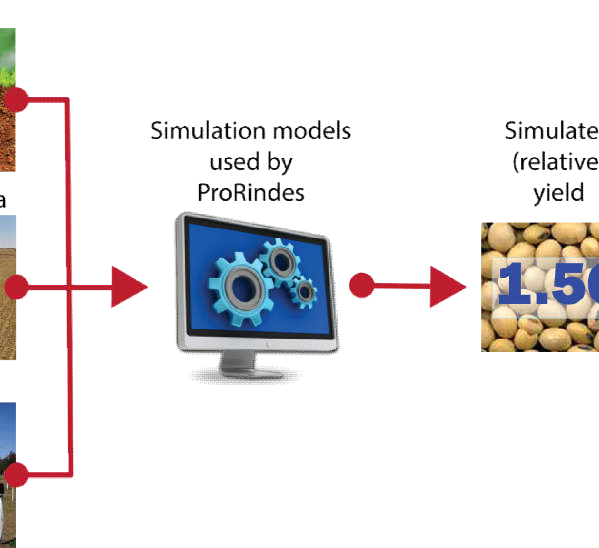 Simulation models
used by
ProRindes
Simulate
(relative
yield
a
1.50